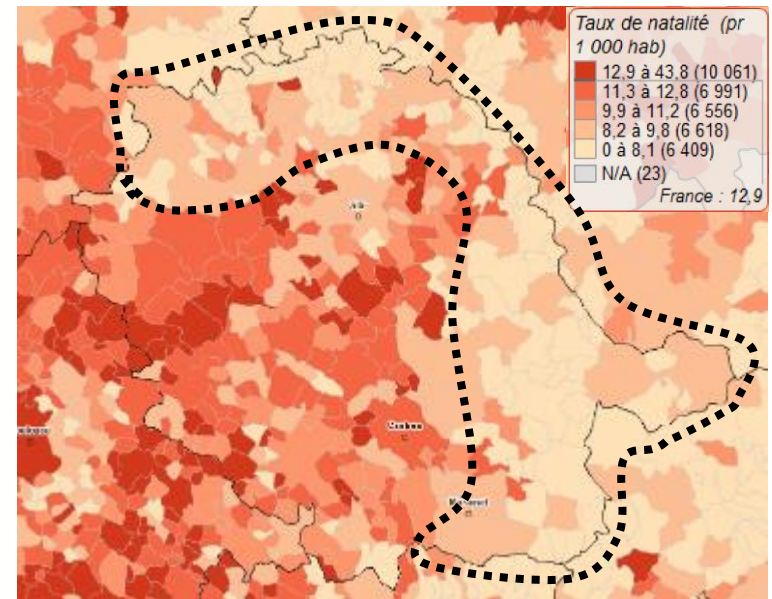 Taux de natalité (pr
1 000 hab)
12,9 à 43,8 (10 061)
11,3 à 12,8 (6 991)
9,9 à 11,2 (6 556)
8,2 à 9,8 (6 618)
0 à 8,1 (6 409)
N/A (23)
France : 12,9